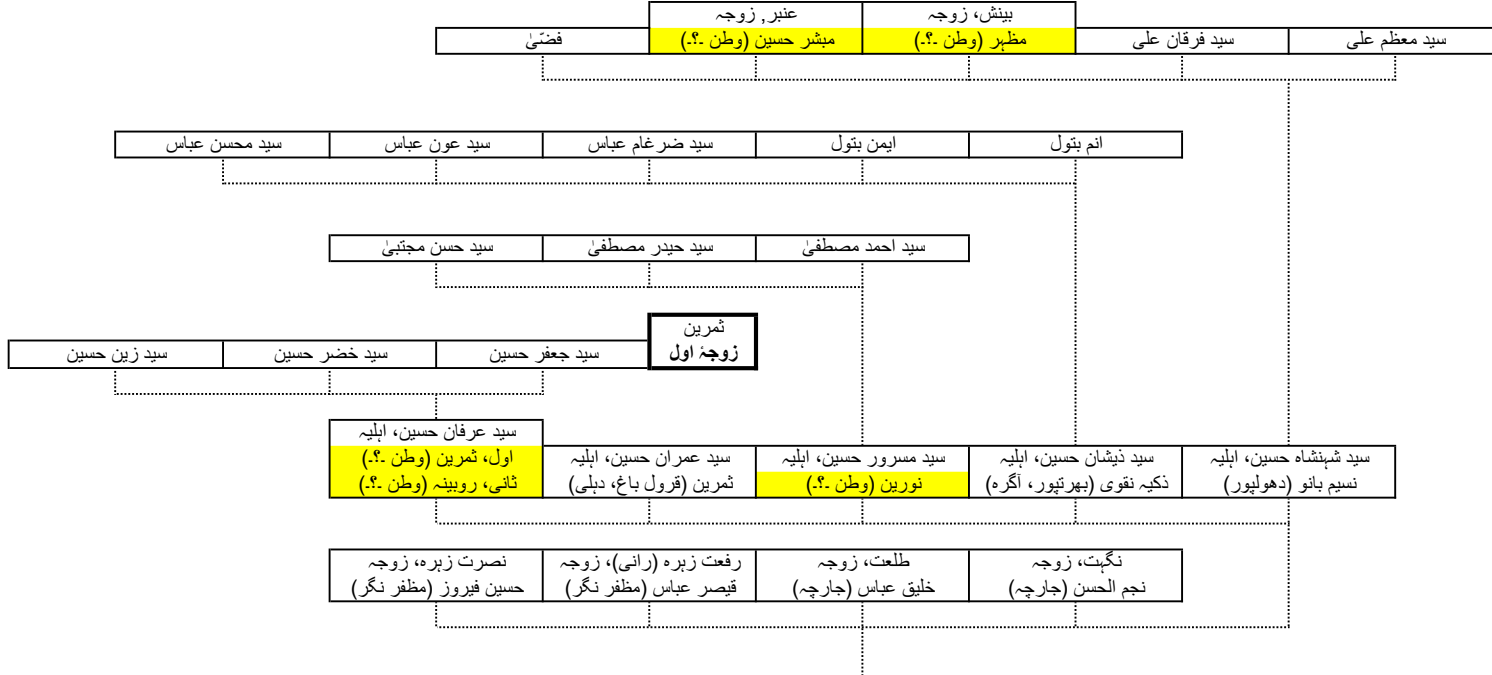 سید معظم علی
سید فرقان علی
بینش، زوجہ
مظہر (وطن ۔؟۔)
عنبر, زوجہ
مبشر حسین (وطن ۔؟۔)
فضّیٰ
انم بتول
ایمن بتول
سید ضرغام عباس
سید عون عباس
سید محسن عباس
سید احمد مصطفیٰ
سید حیدر مصطفیٰ
سید حسن مجتبیٰ
ثمرین
زوجۂ اول
سید جعفر حسین
سید خضر حسین
سید زین حسین
سید شہنشاہ حسین، اہلیہ
نسیم بانو (دھولپور)
سید ذیشان حسین، اہلیہ
ذکیہ نقوی (بھرتپور، آگرہ)
سید مسرور حسین، اہلیہ
نورین (وطن ۔؟۔)
سید عمران حسین، اہلیہ
ثمرین (قرول باغ، دہلی)
سید عرفان حسین، اہلیہ
اول، ثمرین (وطن ۔؟۔)
ثانی، روبینہ (وطن ۔؟۔)
نگہت، زوجہ
نجم الحسن (جارچہ)
طلعت، زوجہ
خلیق عباس (جارچہ)
رفعت زہرہ (رانی)، زوجہ
قیصر عباس (مظفر نگر)
نصرت زہرہ، زوجہ
حسین فیروز (مظفر نگر)